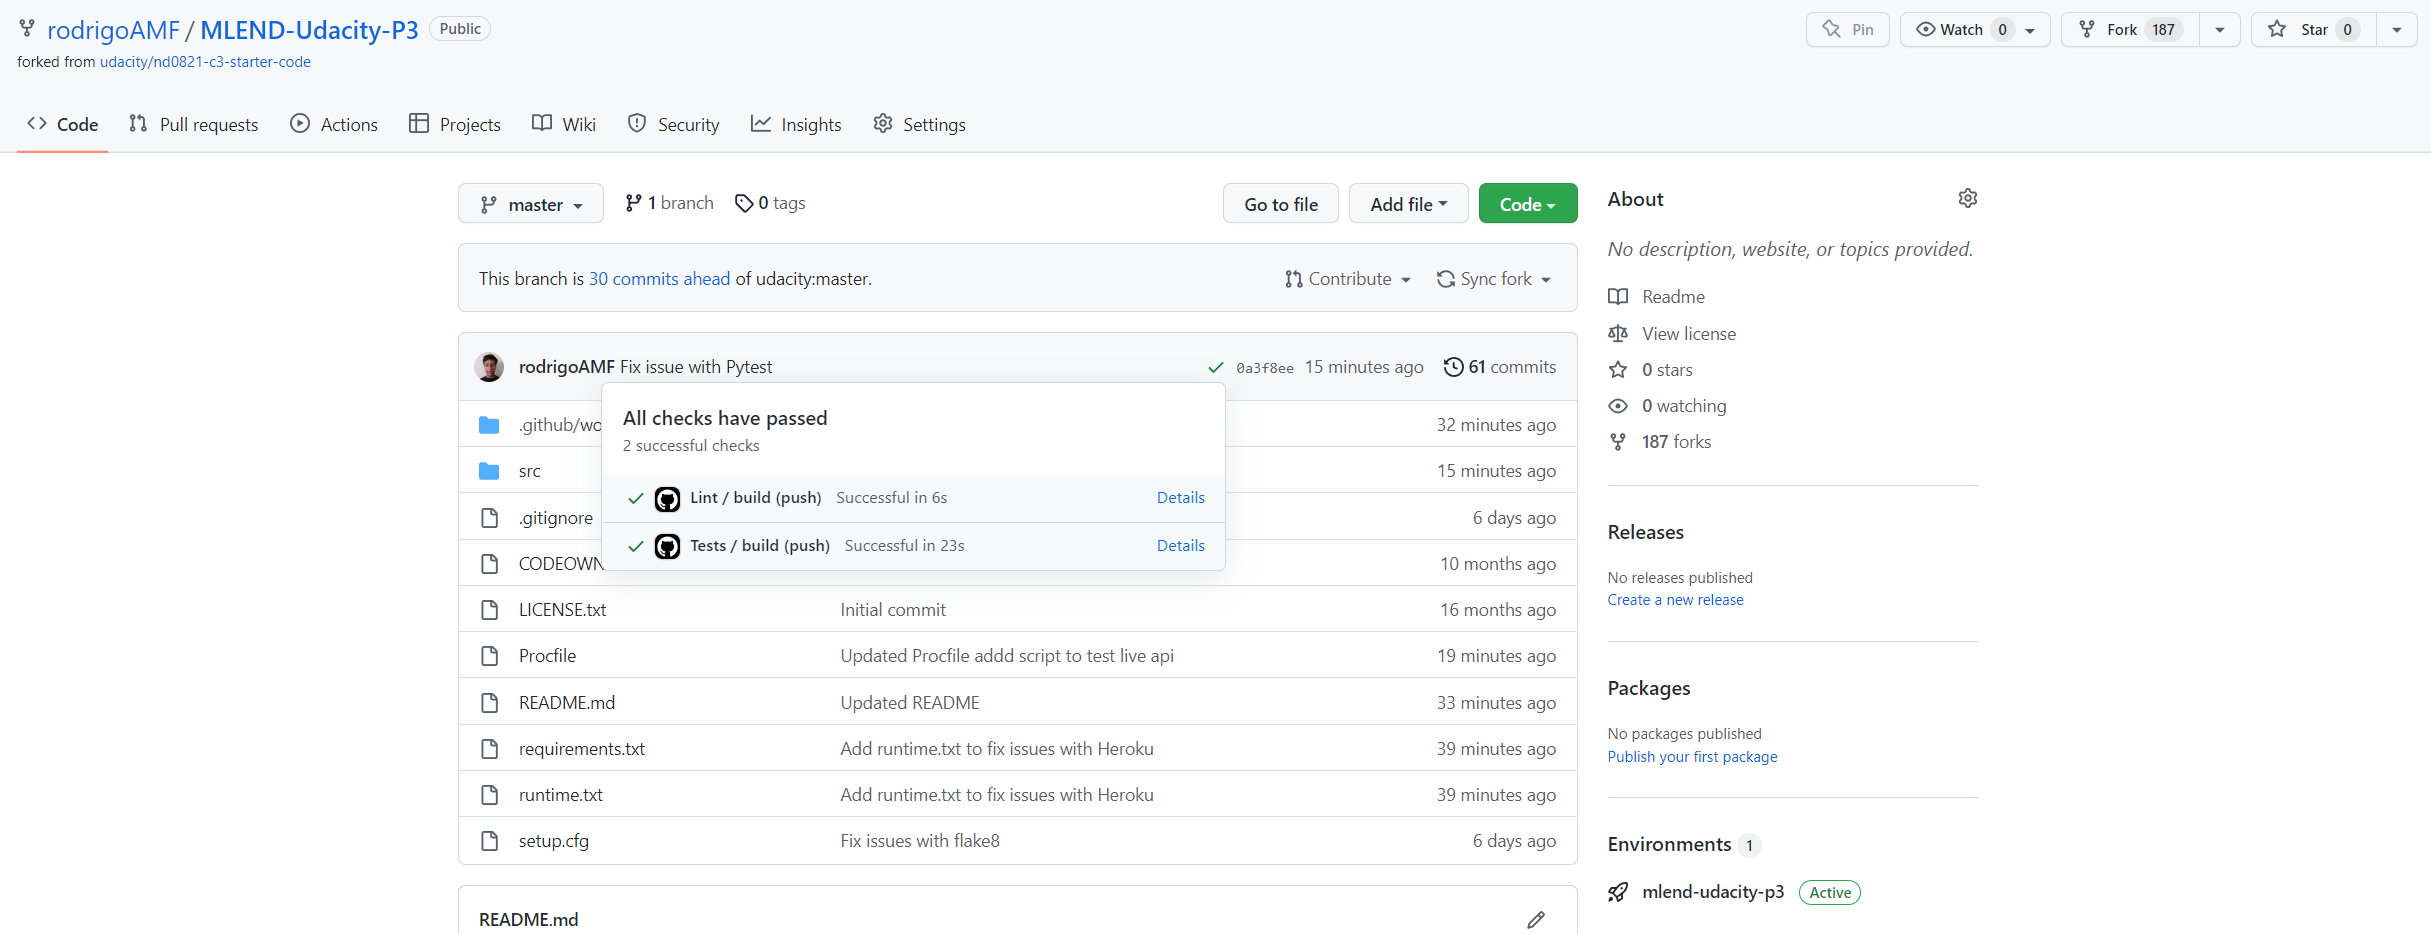 rodrigoAMF / MLEND-Udacity-P3 Public
forked from udacity/nd0821-c3-starter-code
Pin Watch 0 Fork 187 Star 0
Code Pull requests Actions Projects Wiki Security Insights Settings
master 1 branch 0 tags Go to file Add file Code
This branch is 30 commits ahead of udacity:master. Contribute Sync fork
rodrigoAMF Fix issue with Pytest 0a3f8ee 15 minutes ago 61 commits
All checks have passed
2 successful checks
Lint / build (push) Successful in 6s Details
Tests / build (push) Successful in 23s Details
.github/wo 32 minutes ago
src 15 minutes ago
.gitignore 6 days ago
CODEOWN 10 months ago
LICENSE.txt Initial commit 16 months ago
Procfile Updated Procfile addd script to test live api 19 minutes ago
README.md Updated README 33 minutes ago
requirements.txt Add runtime.txt to fix issues with Heroku 39 minutes ago
runtime.txt Add runtime.txt to fix issues with Heroku 39 minutes ago
setup.cfg Fix issues with flake8 6 days ago
README.md
About
No description, website, or topics provided.
Readme
View license
0 stars
0 watching
187 forks
Releases
No releases published
Create a new release
Packages
No packages published
Publish your first package
Environments 1
mlend-udacity-p3 Active